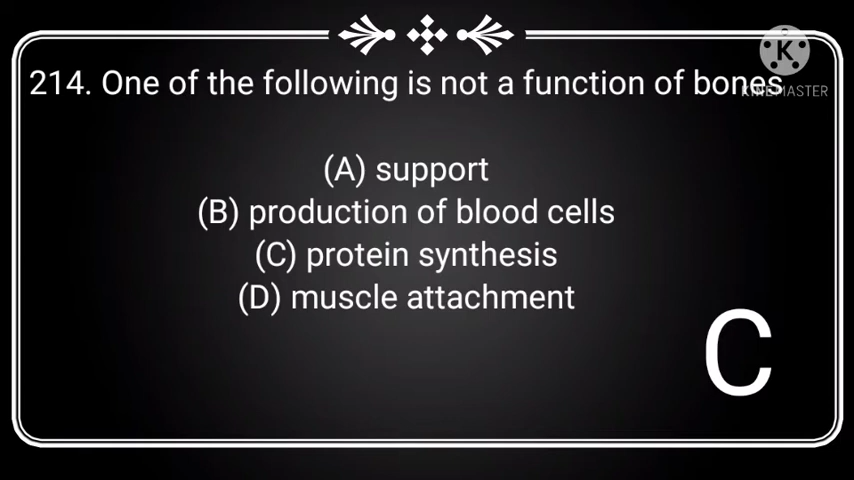 214. One of the following is not a function of bones
K
KINEMASTER
(A) support
(B) production of blood cells
(C) protein synthesis
(D) muscle attachment
C